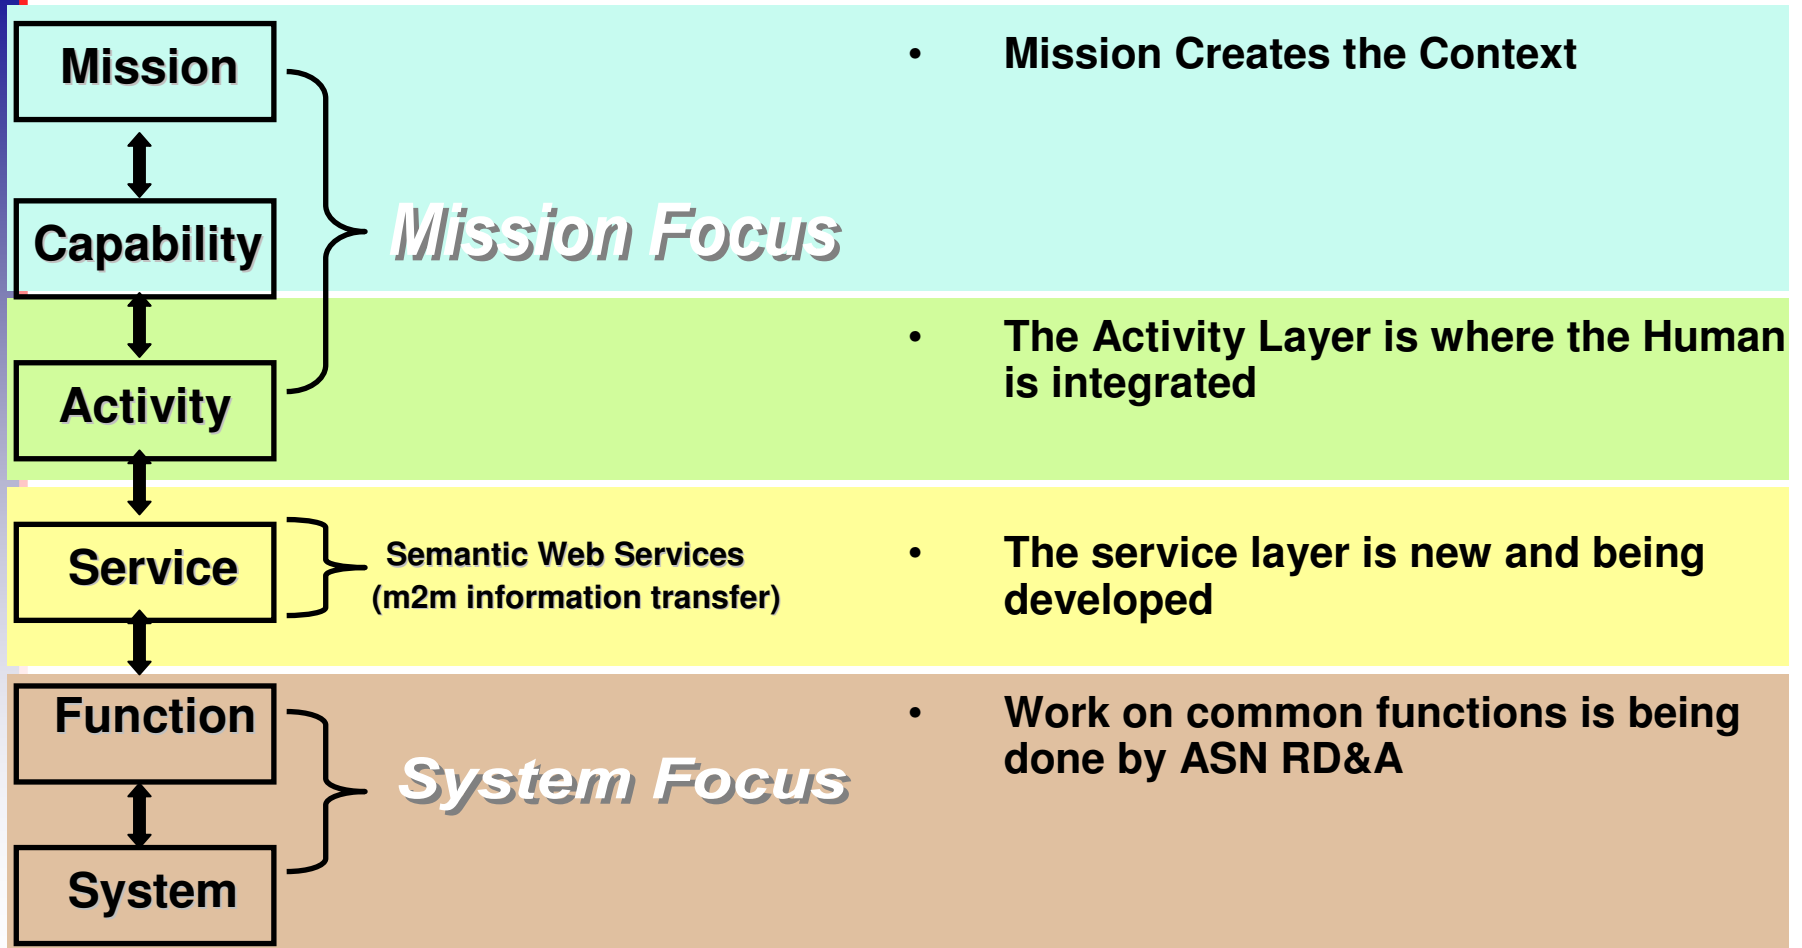 Mission
• Mission Creates the Context
Capability
Mission Focus
• The Activity Layer is where the Human
is integrated
Activity
Service
Semantic Web Services
(m2m information transfer)
• The service layer is new and being
developed
Function
• Work on common functions is being
done by ASN RD&A
System Focus
System